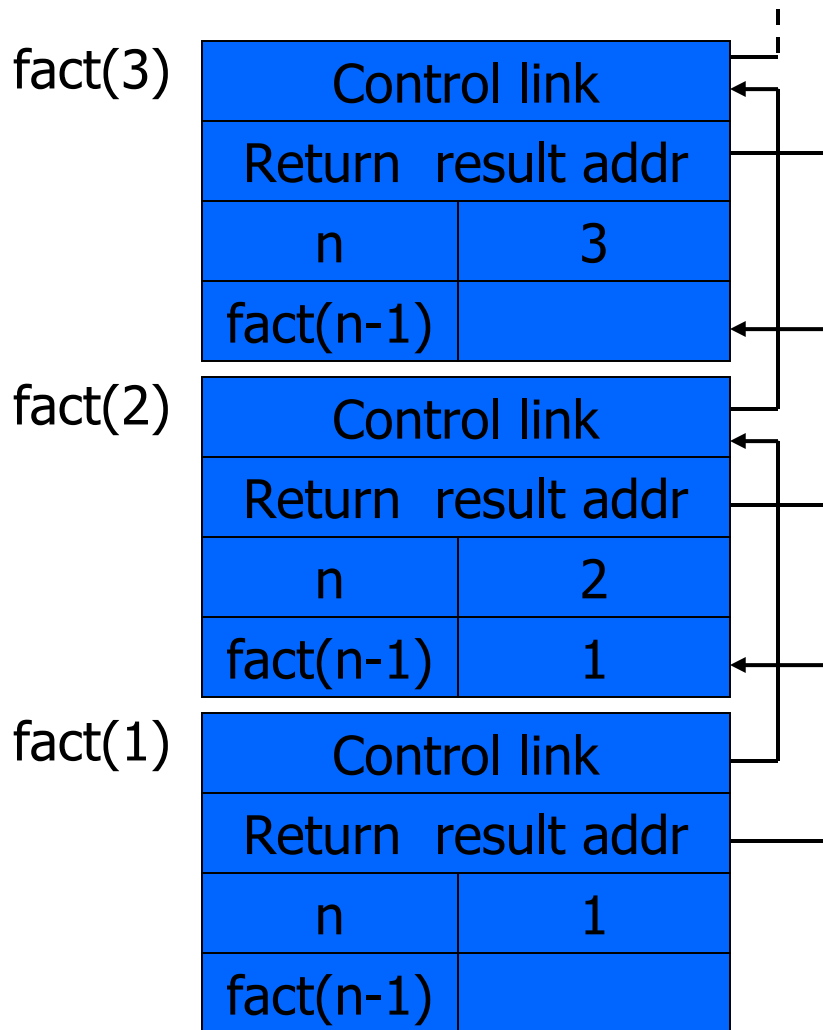 fact(3)
Control link
Return result addr
n 3
fact(n-1)
fact(2)
Control link
Return result addr
n 2
fact(n-1) 1
fact(1)
Control link
Return result addr
n 1
fact(n-1)